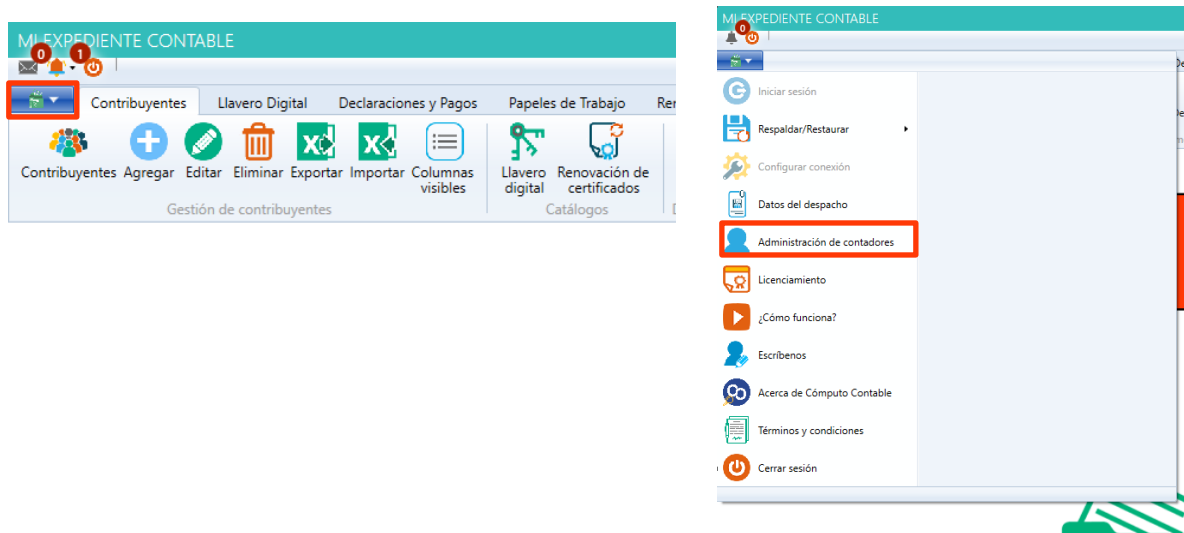 MI EXPEDIENTE CONTABLE
0 1
Contribuyentes Llavero Digital Declaraciones y Pagos Papeles de Trabajo
Contribuyentes Agregar Editar Eliminar Exportar Importar Columnas visibles Llavero digital Renovación de certificados
Gestión de contribuyentes Catálogos
MI EXPEDIENTE CONTABLE
0
Iniciar sesión
Respaldar/Restaurar
Configurar conexión
Datos del despacho
Administración de contadores
Licenciamiento
¿Cómo funciona?
Escríbenos
Acerca de Cómputo Contable
Términos y condiciones
Cerrar sesión